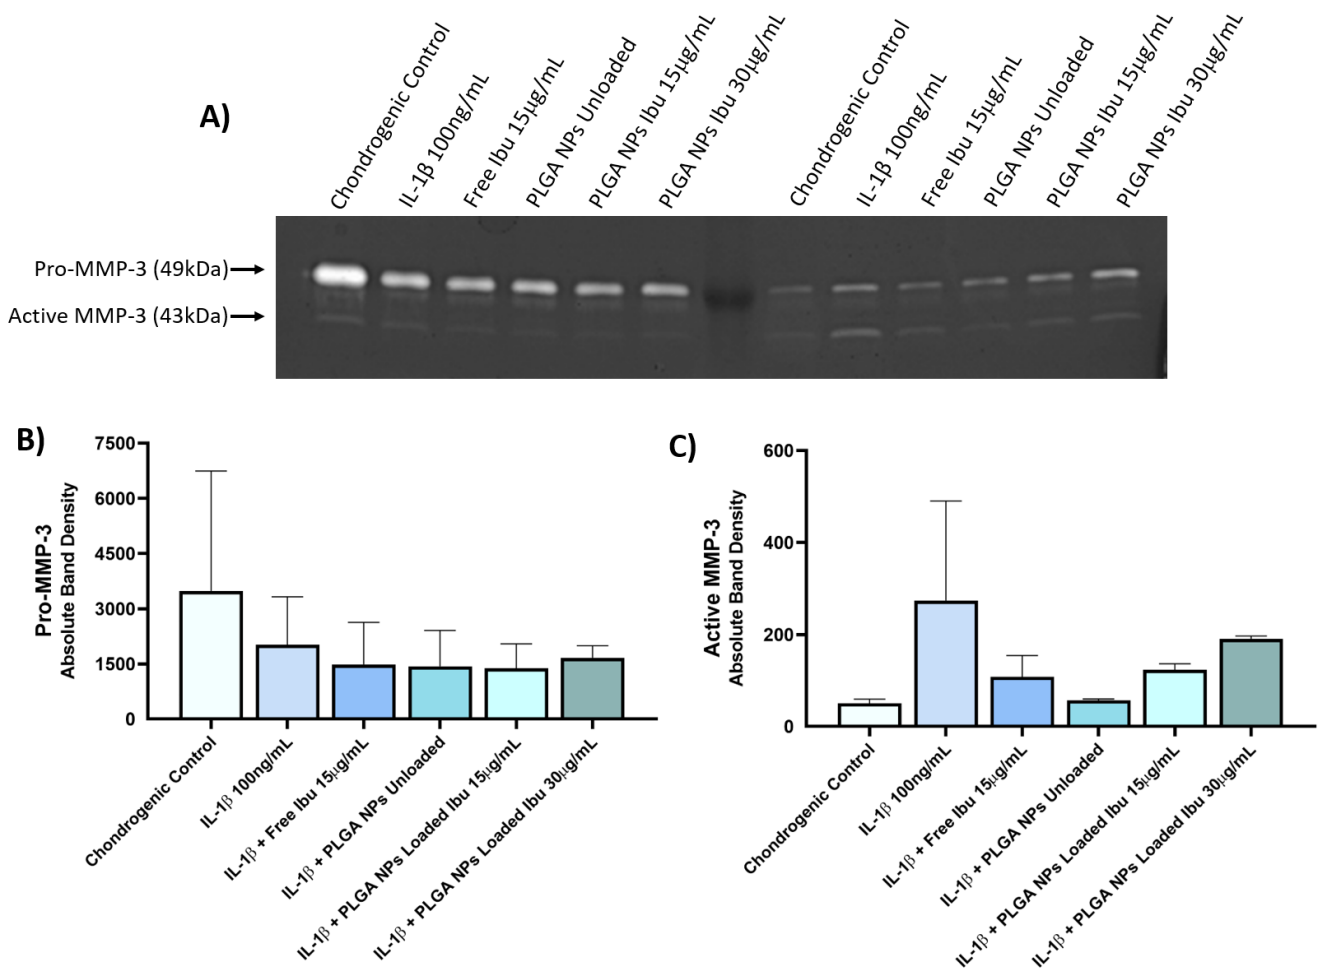 A)
Chondrogenic Control
IL-1β 100ng/mL
Free Ibu 15µg/mL
PLGA NPs Unloaded
PLGA NPs Ibu 15µg/mL
PLGA NPs Ibu 30µg/mL
Chondrogenic Control
IL-1β 100ng/mL
Free Ibu 15µg/mL
PLGA NPs Unloaded
PLGA NPs Ibu 15µg/mL
PLGA NPs Ibu 30µg/mL
Pro-MMP-3 (49kDa)
Active MMP-3 (43kDa)
B)
Pro-MMP-3
Absolute Band Density
7500
6000
4500
3000
1500
0
Chondrogenic Control
IL-1β 100ng/mL
IL-1β + Free Ibu 15µg/mL
IL-1β + PLGA NPs Unloaded
IL-1β + PLGA NPs Loaded Ibu 15µg/mL
IL-1β + PLGA NPs Loaded Ibu 30µg/mL
C)
Active MMP-3
Absolute Band Density
600
400
200
0
Chondrogenic Control
IL-1β 100ng/mL
IL-1β + Free Ibu 15µg/mL
IL-1β + PLGA NPs Unloaded
IL-1β + PLGA NPs Loaded Ibu 15µg/mL
IL-1β + PLGA NPs Loaded Ibu 30µg/mL